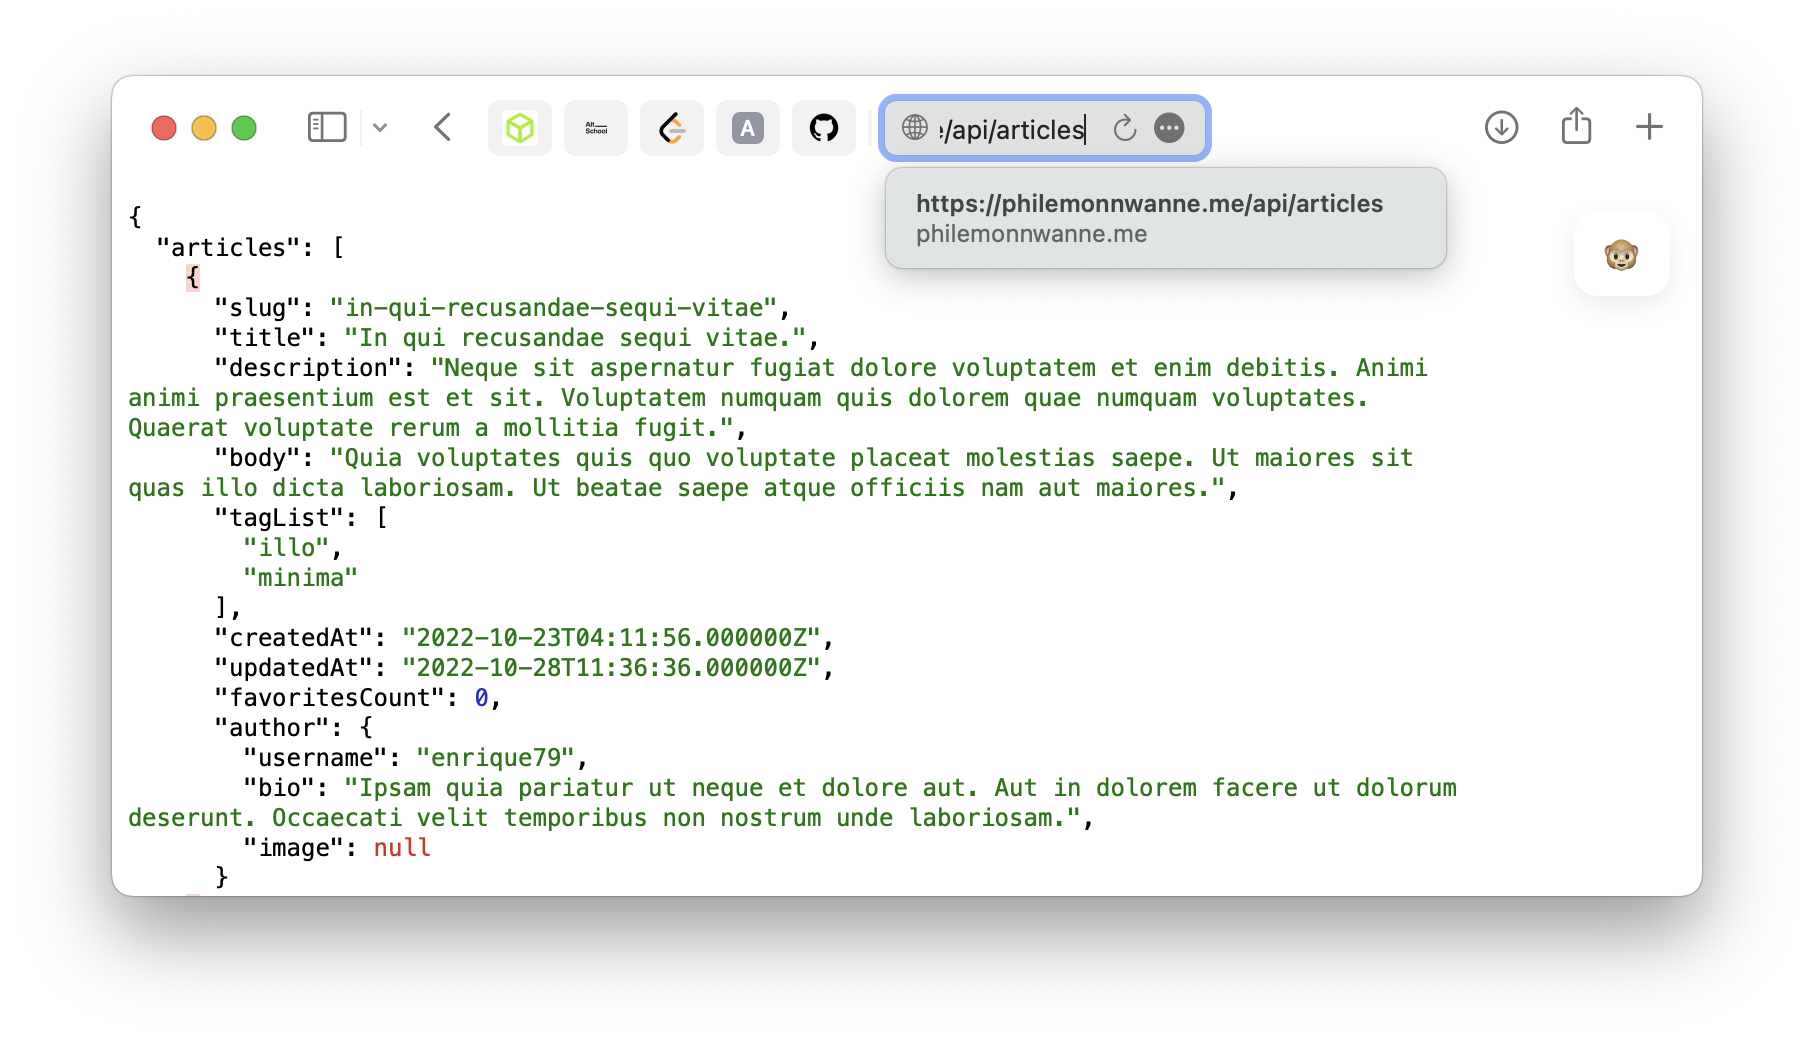 Alt
School
A
:/api/articles
https://philemonnwanne.me/api/articles
philemonnwanne.me
{
"articles": [
{
"slug": "in-qui-recusandae-sequi-vitae",
"title": "In qui recusandae sequi vitae.",
"description": "Neque sit aspernatur fugiat dolore voluptatem et enim debitis. Animi
animi praesentium est et sit. Voluptatem numquam quis dolorem quae numquam voluptates.
Quaerat voluptate rerum a mollitia fugit.",
"body": "Quia voluptates quis quo voluptate placeat molestias saepe. Ut maiores sit
quas illo dicta laboriosam. Ut beatae saepe atque officiis nam aut maiores.",
"tagList": [
"illo",
"minima"
],
"createdAt": "2022-10-23T04:11:56.000000Z",
"updatedAt": "2022-10-28T11:36:36.000000Z",
"favoritesCount": 0,
"author": {
"username": "enrique79",
"bio": "Ipsam quia pariatur ut neque et dolore aut. Aut in dolorem facere ut dolorum
deserunt. Occaecati velit temporibus non nostrum unde laboriosam.",
"image": null
}